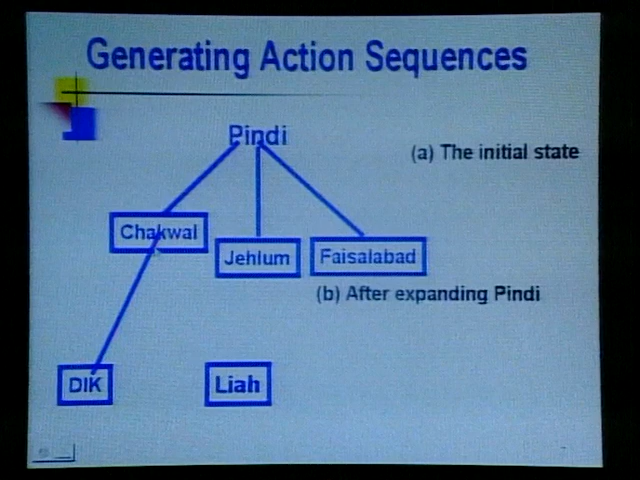 Generating Action Sequences
Pindi
(a) The initial state
Chakwal
Jehlum
Faisalabad
(b) After expanding Pindi
DIK
Liah